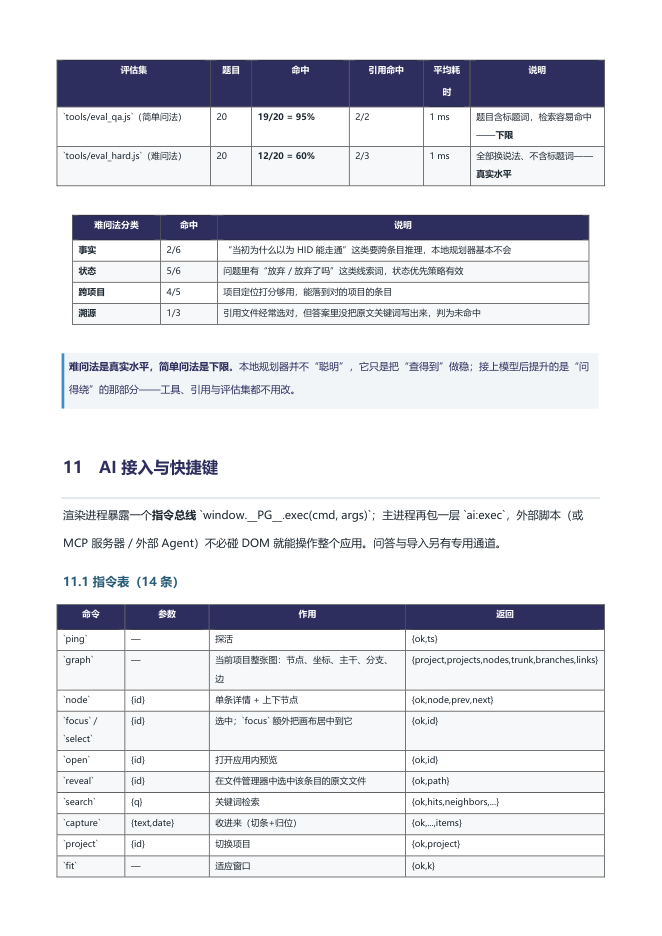 评估集 题目 命中 引用命中 平均耗时 说明
`tools/eval_qa.js`（简单问法） 20 19/20 = 95% 2/2 1 ms 题目含标题词，检索容易命中——下限
`tools/eval_hard.js`（难问法） 20 12/20 = 60% 2/3 1 ms 全部换说法、不含标题词——真实水平
难问法分类 命中 说明
事实 2/6 “当初为什么以为 HID 能走通”这类要跨条目推理，本地规划器基本不会
状态 5/6 问题里有“放弃 / 放弃了吗”这类线索词，状态优先策略有效
跨项目 4/5 项目定位打分够用，能落到对的项目的条目
溯源 1/3 引用文件经常选对，但答案里没把原文关键词写出来，判为未命中
难问法是真实水平，简单问法是下限。本地规划器并不“聪明”，它只是把“查得到”做稳；接上模型后提升的是“问
得绕”的那部分——工具、引用与评估集都不用改。
11 AI 接入与快捷键
渲染进程暴露一个指令总线 `window.__PG__.exec(cmd, args)`；主进程再包一层 `ai:exec`，外部脚本（或
MCP 服务器 / 外部 Agent）不必碰 DOM 就能操作整个应用。问答与导入另有专用通道。
11.1 指令表（14 条）
命令 参数 作用 返回
`ping` — 探活 {ok,ts}
`graph` — 当前项目整张图：节点、坐标、主干、分支、边 {project,projects,nodes,trunk,branches,links}
`node` {id} 单条详情 + 上下节点 {ok,node,prev,next}
`focus` / `select` {id} 选中；`focus` 额外把画布居中到它 {ok,id}
`open` {id} 打开应用内预览 {ok,id}
`reveal` {id} 在文件管理器中选中该条目的原文文件 {ok,path}
`search` {q} 关键词检索 {ok,hits,neighbors,…}
`capture` {text,date} 收进来（切条+归位） {ok,…,items}
`project` {id} 切换项目 {ok,project}
`fit` — 适应窗口 {ok,k}